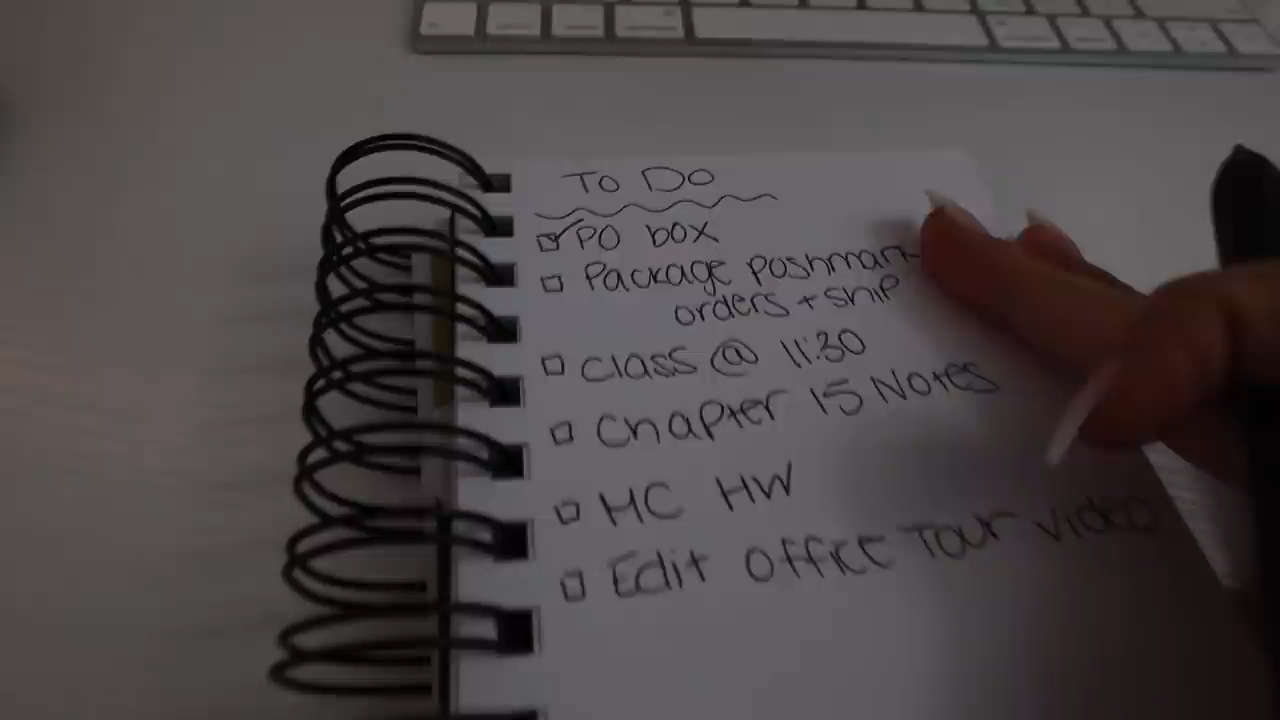 To Do
PO box
Package poshmark
orders + ship
class @ 11:30
Chapter 15 Notes
MC HW
Edit office Tour video